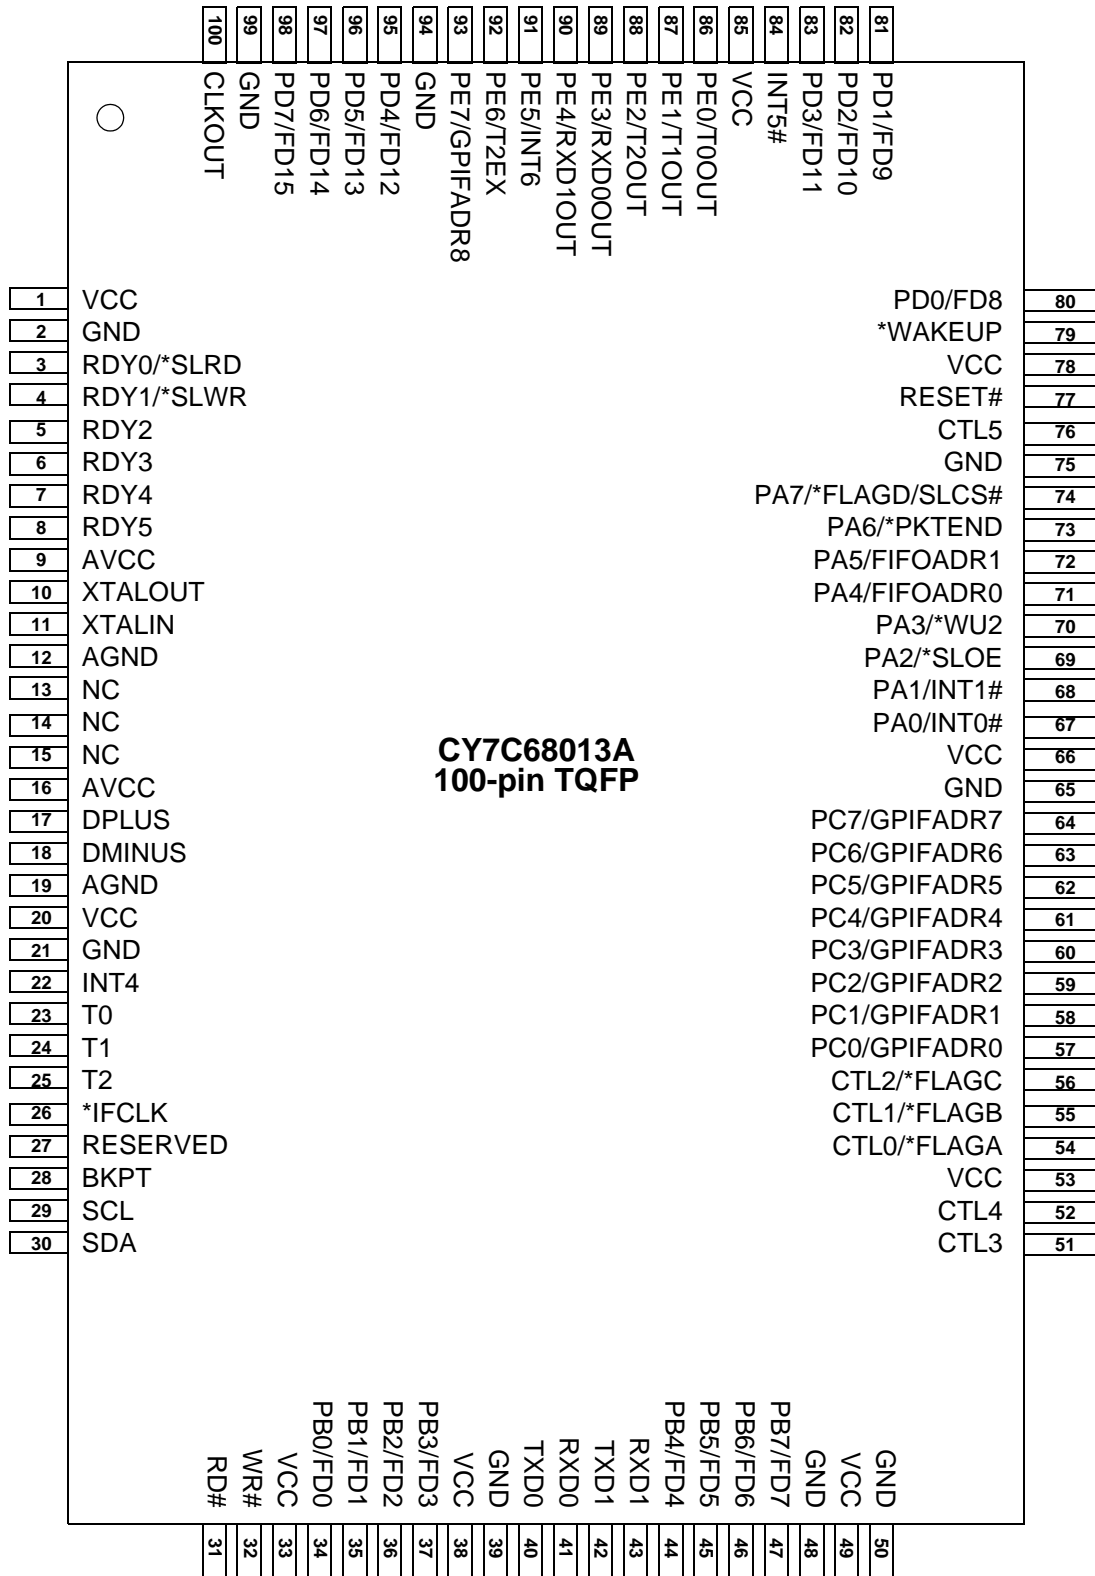 100 99 98 97 96 95 94 93 92 91 90 89 88 87 86 85 84 83 82 81
CLKOUT
GND
PD7/FD15
PD6/FD14
PD5/FD13
PD4/FD12
GND
PE7/GPIFADR8
PE6/T2EX
PE5/INT6
PE4/RXD1OUT
PE3/RXD0OUT
PE2/T2OUT
PE1/T1OUT
PE0/T0OUT
VCC
INT5#
PD3/FD11
PD2/FD10
PD1/FD9
1 VCC
2 GND
3 RDY0/*SLRD
4 RDY1/*SLWR
5 RDY2
6 RDY3
7 RDY4
8 RDY5
9 AVCC
10 XTALOUT
11 XTALIN
12 AGND
13 NC
14 NC
15 NC
16 AVCC
17 DPLUS
18 DMINUS
19 AGND
20 VCC
21 GND
22 INT4
23 T0
24 T1
25 T2
26 *IFCLK
27 RESERVED
28 BKPT
29 SCL
30 SDA
CY7C68013A
100-pin TQFP
PD0/FD8 80
*WAKEUP 79
VCC 78
RESET# 77
CTL5 76
GND 75
PA7/*FLAGD/SLCS# 74
PA6/*PKTEND 73
PA5/FIFOADR1 72
PA4/FIFOADR0 71
PA3/*WU2 70
PA2/*SLOE 69
PA1/INT1# 68
PA0/INT0# 67
VCC 66
GND 65
PC7/GPIFADR7 64
PC6/GPIFADR6 63
PC5/GPIFADR5 62
PC4/GPIFADR4 61
PC3/GPIFADR3 60
PC2/GPIFADR2 59
PC1/GPIFADR1 58
PC0/GPIFADR0 57
CTL2/*FLAGC 56
CTL1/*FLAGB 55
CTL0/*FLAGA 54
VCC 53
CTL4 52
CTL3 51
RD#
WR#
VCC
PB0/FD0
PB1/FD1
PB2/FD2
PB3/FD3
VCC
GND
TXD0
RXD0
TXD1
RXD1
PB4/FD4
PB5/FD5
PB6/FD6
PB7/FD7
GND
VCC
GND
31 32 33 34 35 36 37 38 39 40 41 42 43 44 45 46 47 48 49 50